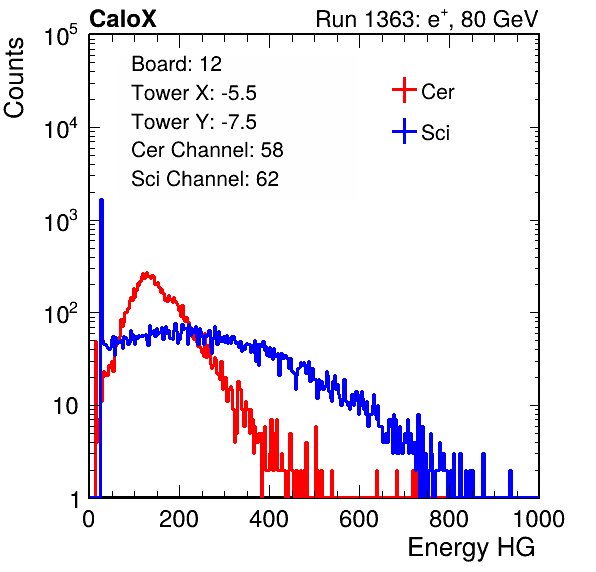 CaloX Run 1363: e⁺, 80 GeV
Counts
Board: 12
Tower X: -5.5
Tower Y: -7.5
Cer Channel: 58
Sci Channel: 62
Cer
Sci
10⁵
10⁴
10³
10²
10
1
0 200 400 600 800 1000
Energy HG